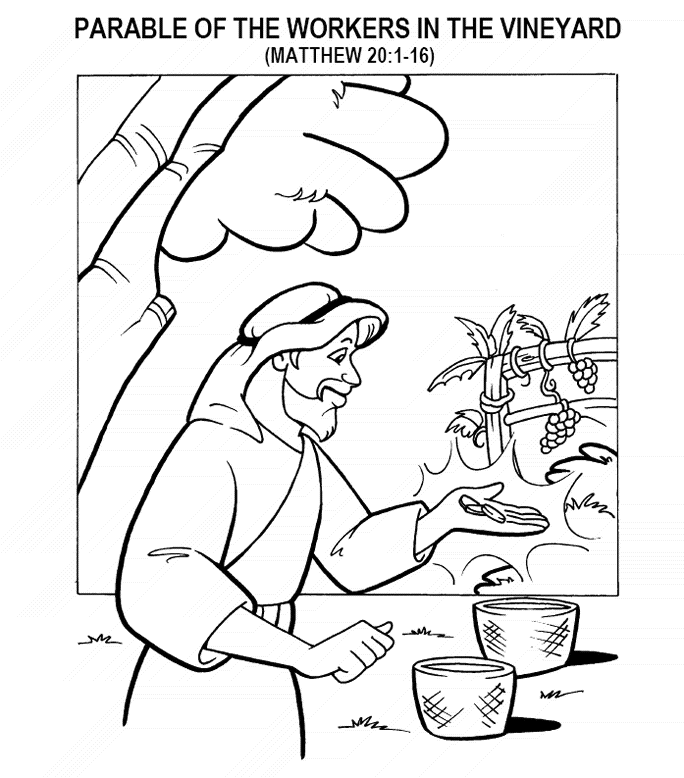 PARABLE OF THE WORKERS IN THE VINEYARD
(MATTHEW 20:1-16)